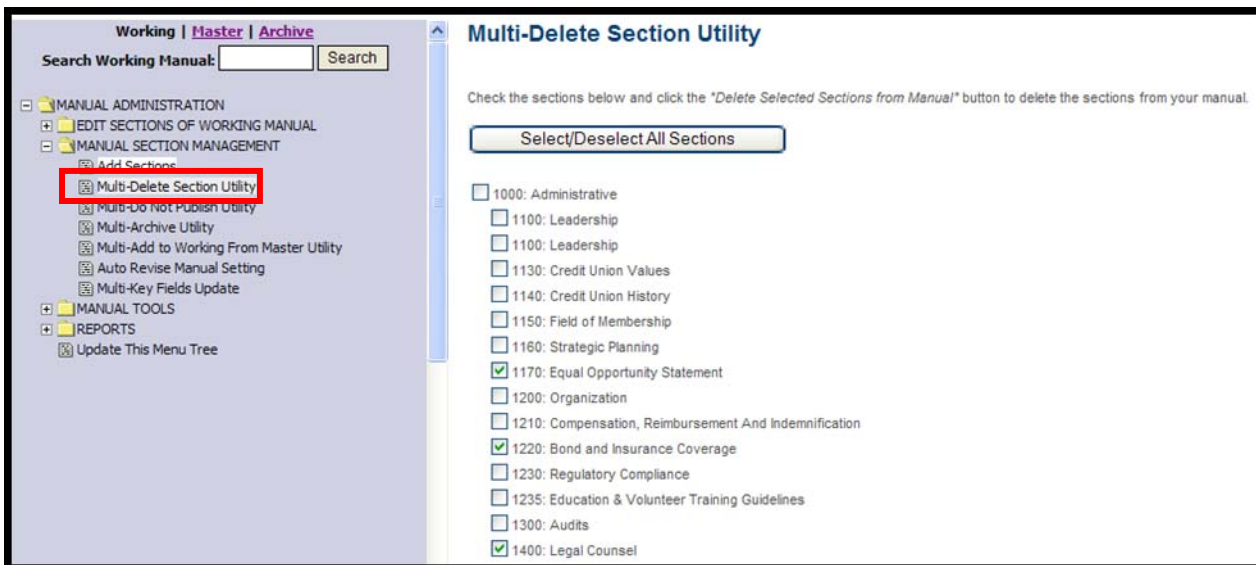 Working | Master | Archive
Search Working Manual: Search
MANUAL ADMINISTRATION
EDIT SECTIONS OF WORKING MANUAL
MANUAL SECTION MANAGEMENT
Add Sections
Multi-Delete Section Utility
Multi-Do Not Publish Utility
Multi-Archive Utility
Multi-Add to Working From Master Utility
Auto Revise Manual Setting
Multi-Key Fields Update
MANUAL TOOLS
REPORTS
Update This Menu Tree
Multi-Delete Section Utility
Check the sections below and click the "Delete Selected Sections from Manual" button to delete the sections from your manual.
Select/Deselect All Sections
1000: Administrative
1100: Leadership
1100: Leadership
1130: Credit Union Values
1140: Credit Union History
1150: Field of Membership
1160: Strategic Planning
1170: Equal Opportunity Statement
1200: Organization
1210: Compensation, Reimbursement And Indemnification
1220: Bond and Insurance Coverage
1230: Regulatory Compliance
1235: Education & Volunteer Training Guidelines
1300: Audits
1400: Legal Counsel